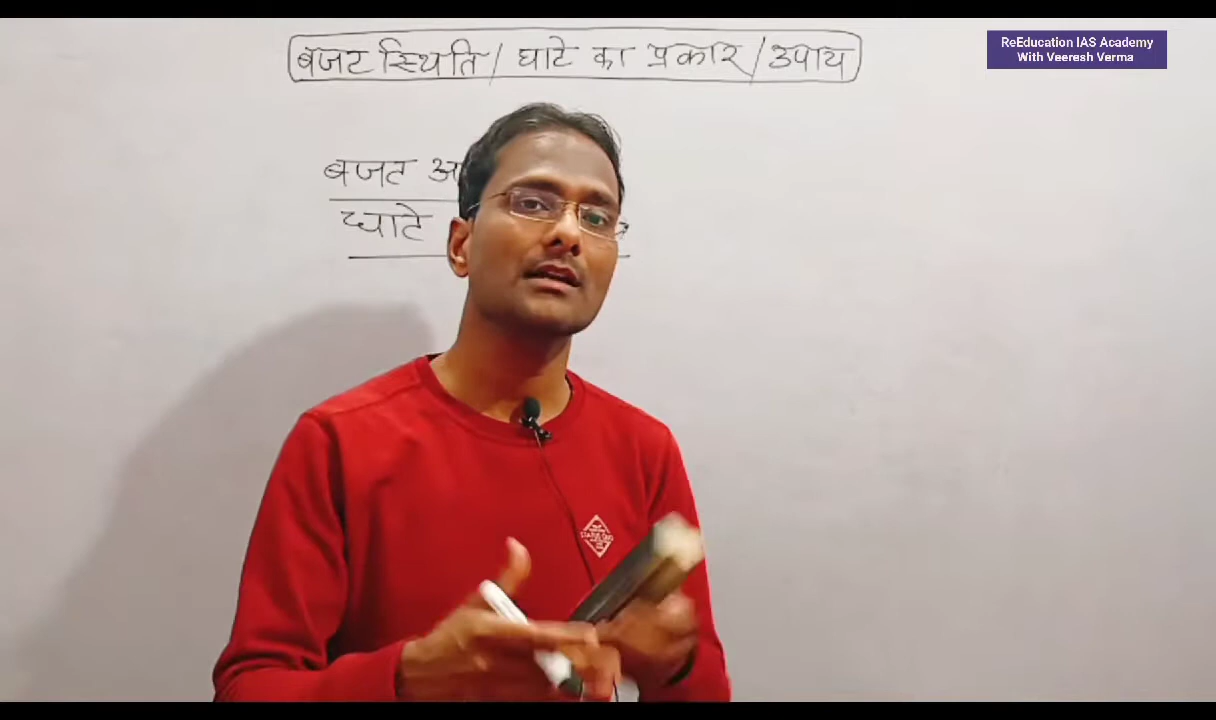 बजट स्थिति / घाटे का प्रकार / उपाय
ReEducation IAS Academy
With Veeresh Verma
बजट
घाटे